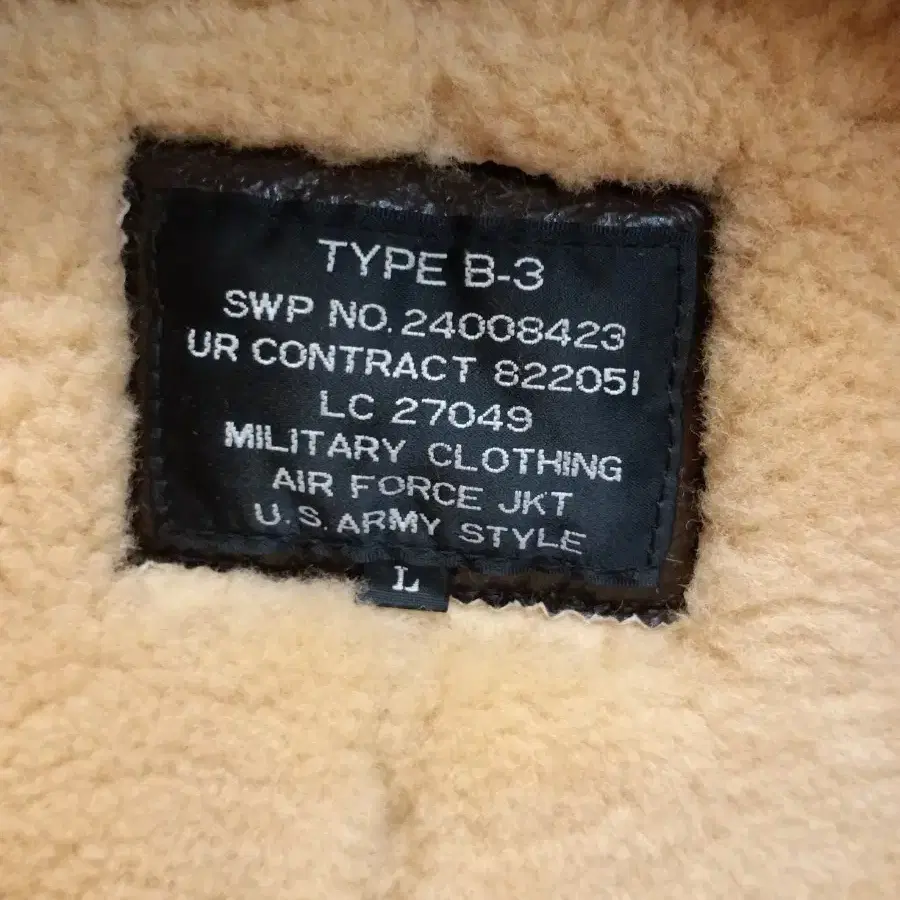 TYPE B-3
SWP NO. 24008423
UR CONTRACT 822051
LC 27049
MILITARY CLOTHING
AIR FORCE JKT
U.S. ARMY STYLE
L